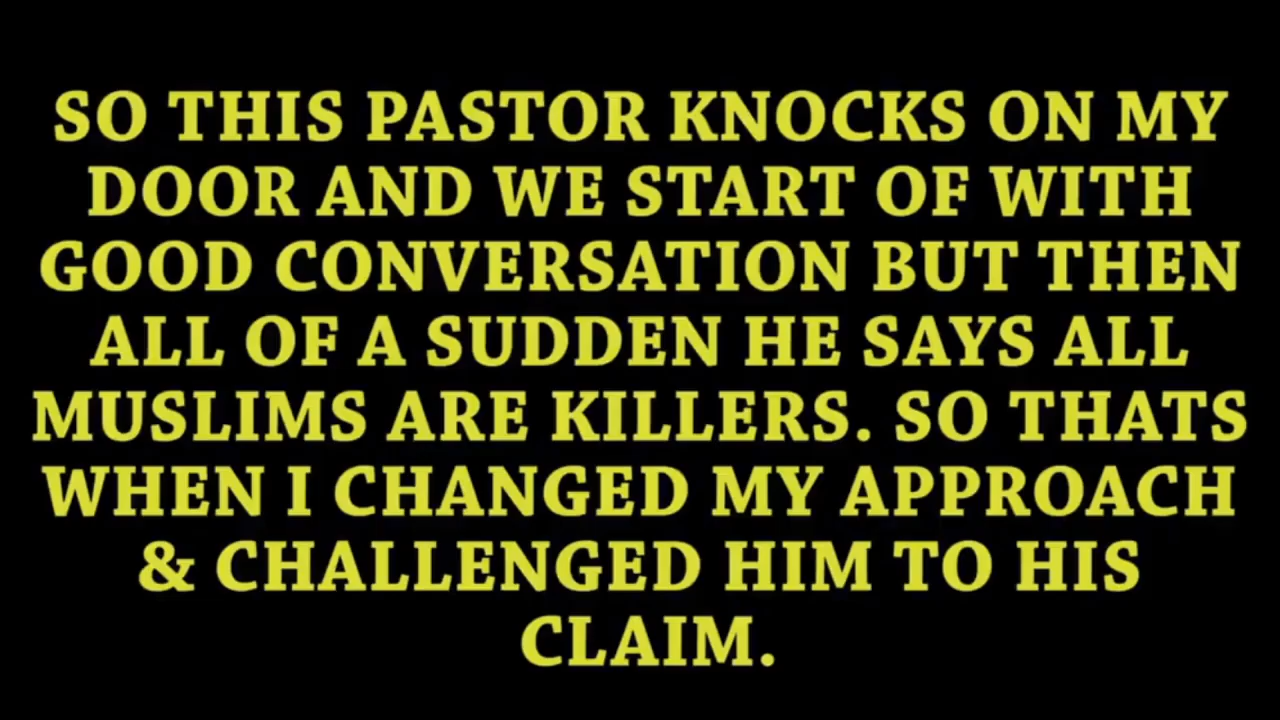 SO THIS PASTOR KNOCKS ON MY
DOOR AND WE START OF WITH
GOOD CONVERSATION BUT THEN
ALL OF A SUDDEN HE SAYS ALL
MUSLIMS ARE KILLERS. SO THATS
WHEN I CHANGED MY APPROACH
& CHALLENGED HIM TO HIS
CLAIM.